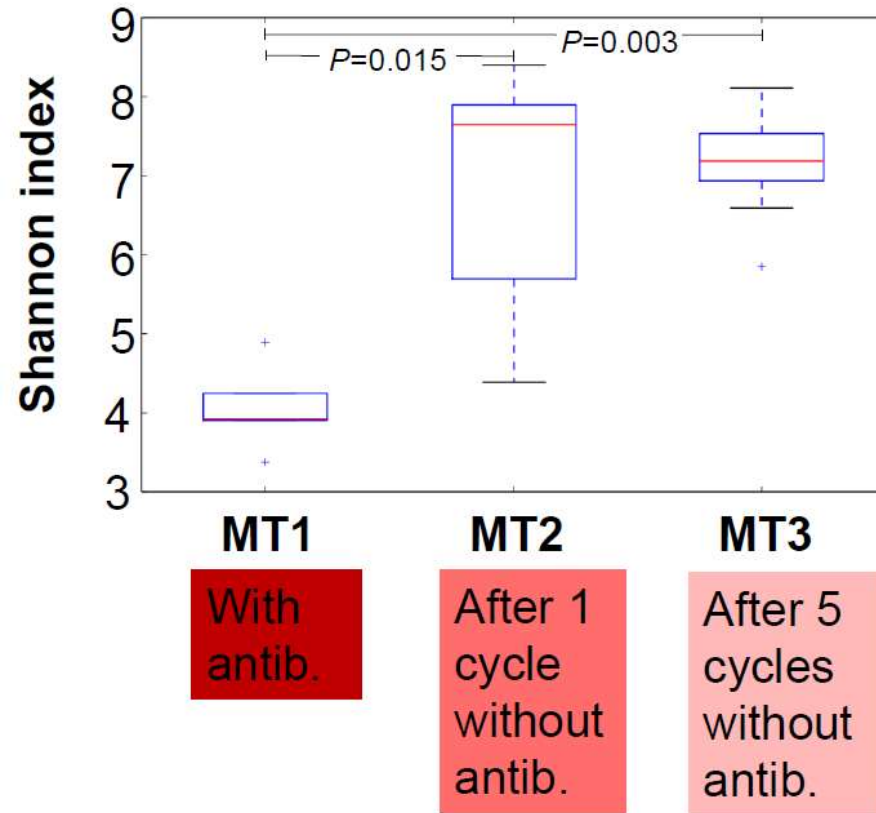 Shannon index
9
8
7
6
5
4
3
P=0.015
P=0.003
MT1
MT2
MT3
With
antib.
After 1
cycle
without
antib.
After 5
cycles
without
antib.